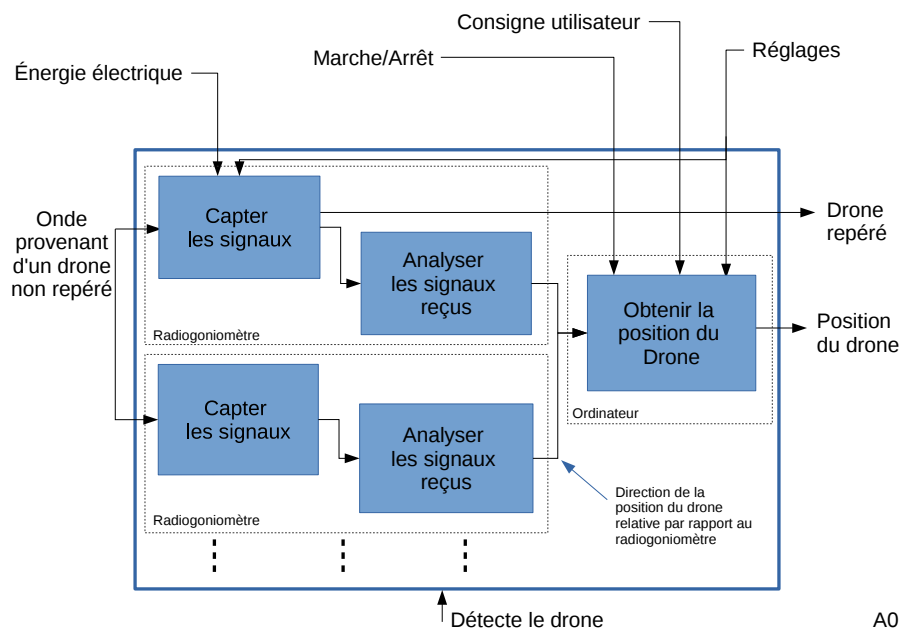 Consigne utilisateur
Marche/Arrêt
Réglages
Énergie électrique
Onde
provenant
d'un drone
non repéré
Capter
les signaux
Analyser
les signaux
reçus
Radiogoniomètre
Drone
repéré
Obtenir la
position du
Drone
Ordinateur
Position
du drone
Capter
les signaux
Analyser
les signaux
reçus
Radiogoniomètre
Direction de la
position du drone
relative par rapport au
radiogoniomètre
Détecte le drone
A0